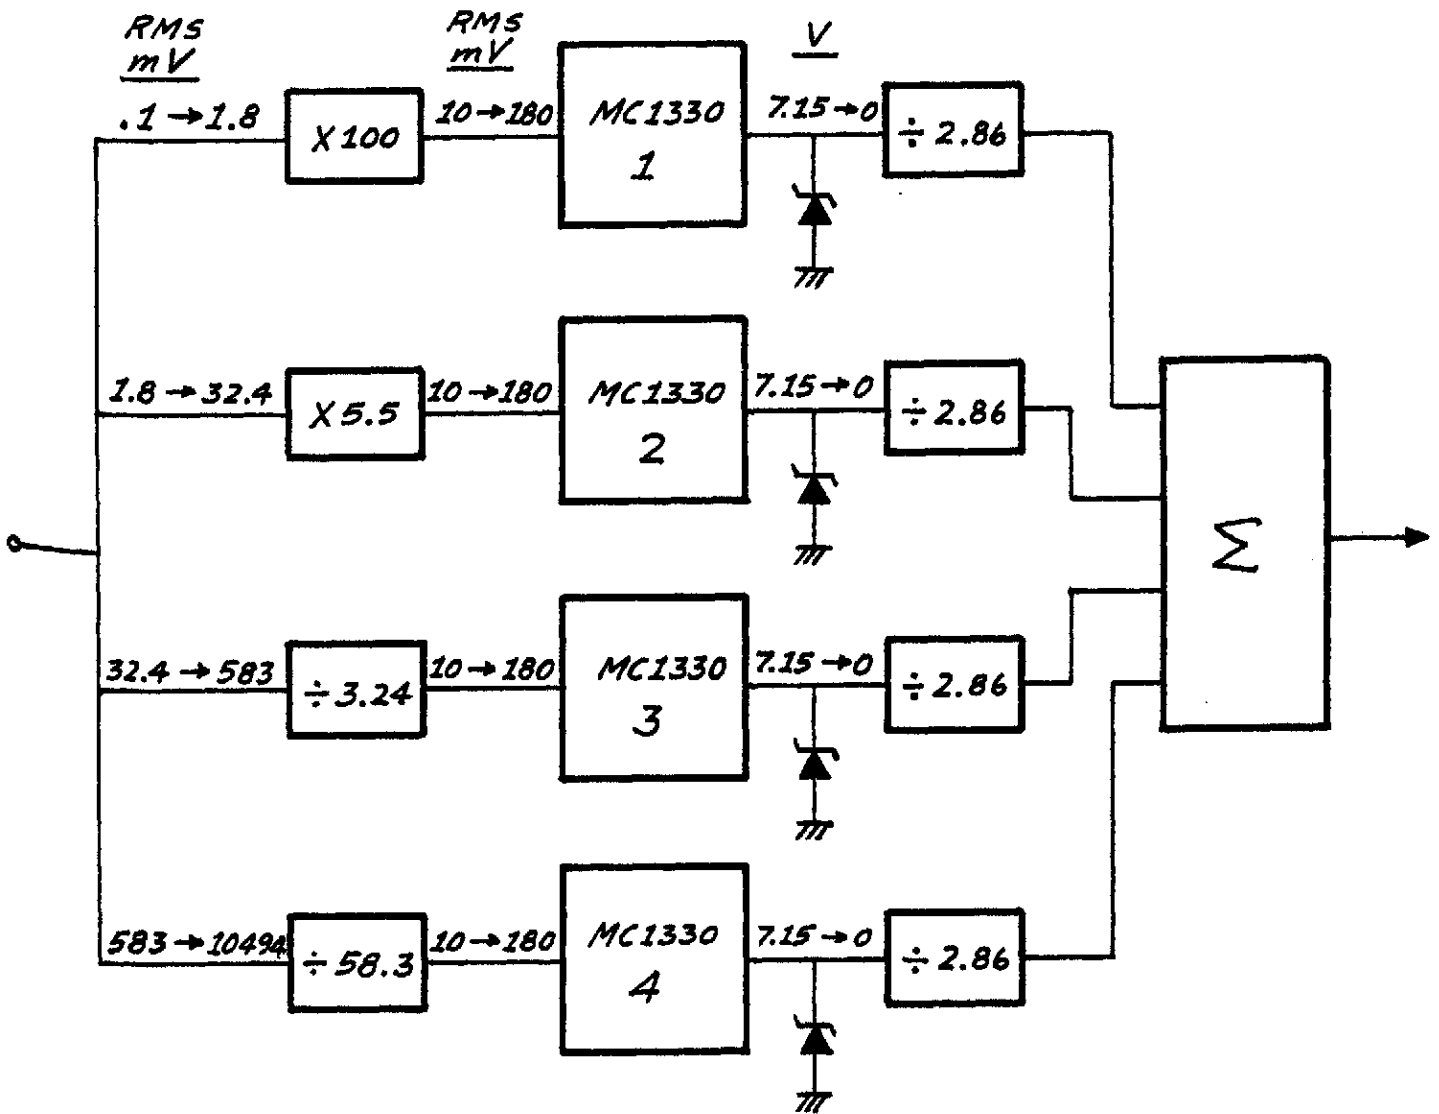 RMS
mV
RMS
mV
V
.1 → 1.8
X 100
10 → 180
MC1330
1
7.15 → 0
÷ 2.86
1.8 → 32.4
X 5.5
10 → 180
MC1330
2
7.15 → 0
÷ 2.86
Σ
32.4 → 583
÷ 3.24
10 → 180
MC1330
3
7.15 → 0
÷ 2.86
583 → 10494
÷ 58.3
10 → 180
MC1330
4
7.15 → 0
÷ 2.86